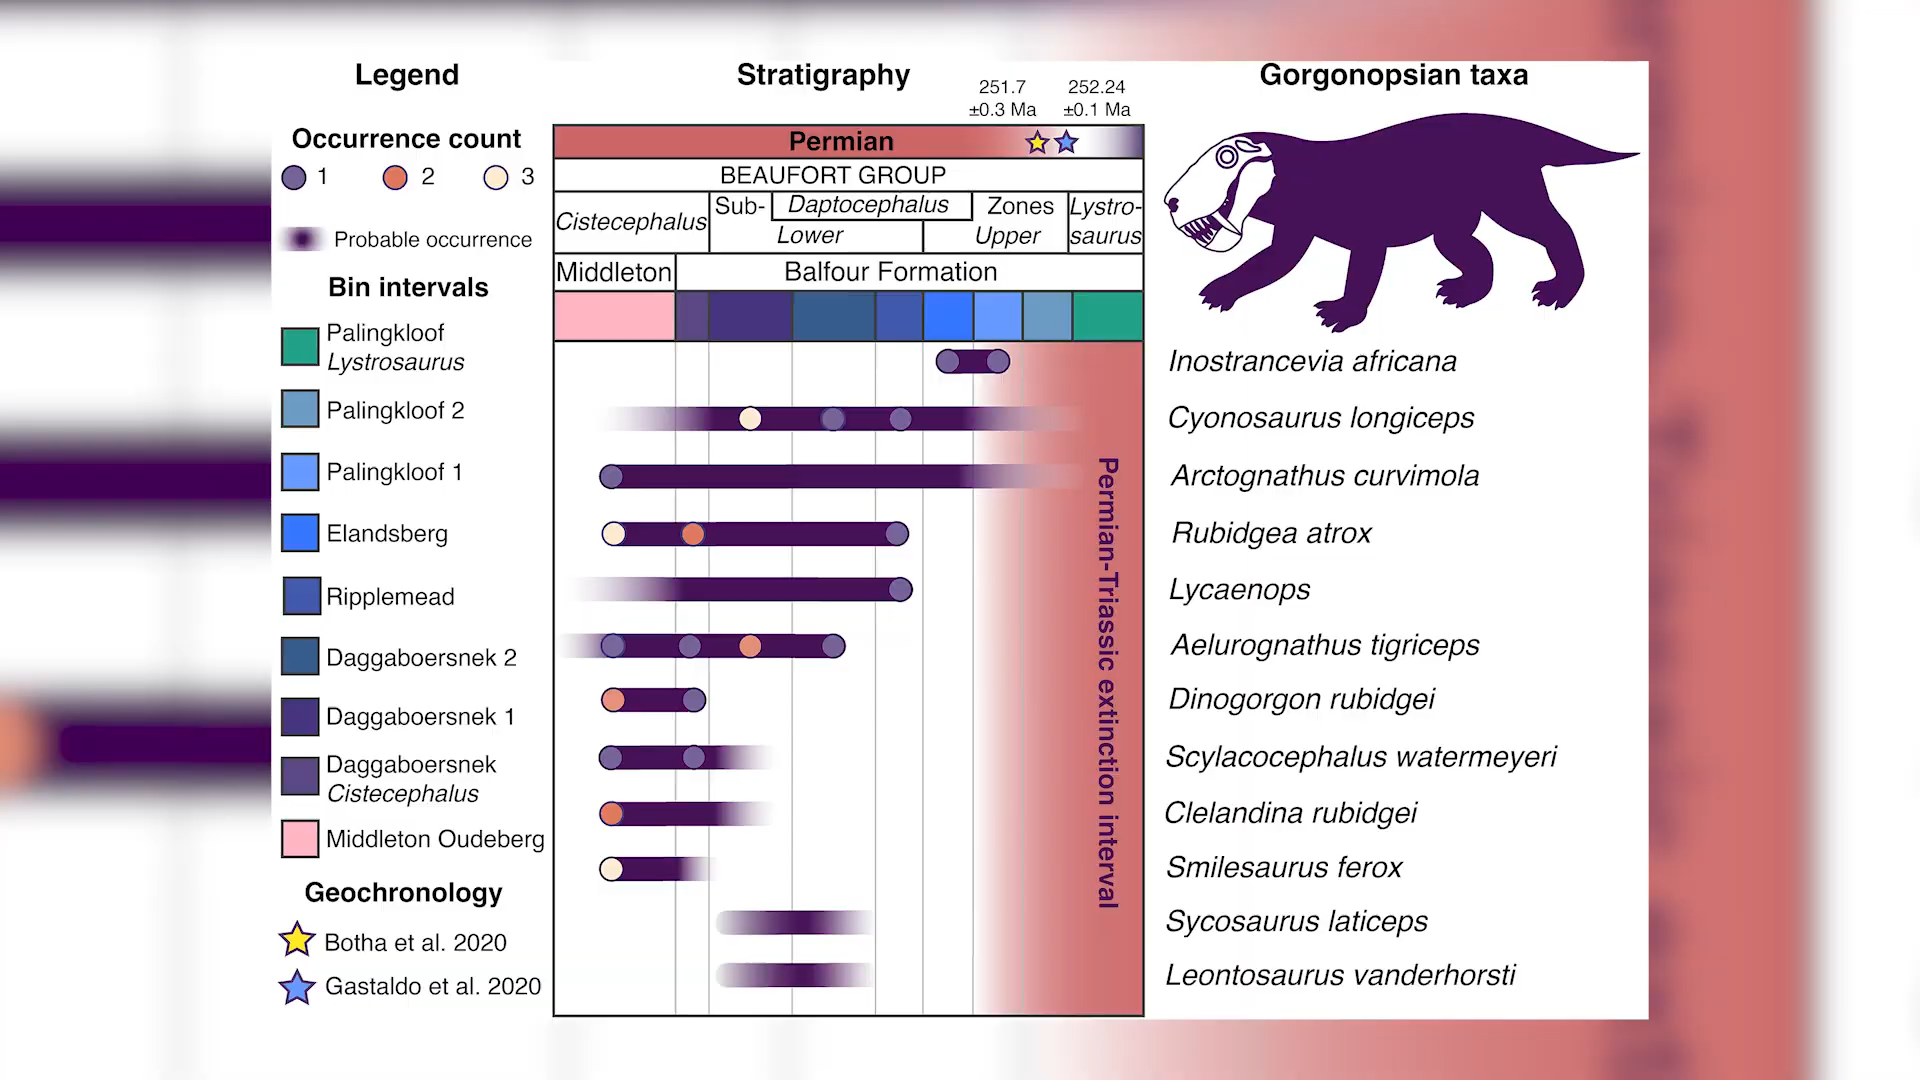 Legend
Occurrence count
1
2
3
Probable occurrence
Bin intervals
Palingkloof
Lystrosaurus
Palingkloof 2
Palingkloof 1
Elandsberg
Ripplemead
Daggaboersnek 2
Daggaboersnek 1
Daggaboersnek
Cistecephalus
Middleton Oudeberg
Geochronology
Botha et al. 2020
Gastaldo et al. 2020
Stratigraphy
251.7
±0.3 Ma
252.24
±0.1 Ma
Permian
BEAUFORT GROUP
Cistecephalus
Sub-
Daptocephalus
Zones
Lower
Upper
Lystro-
saurus
Middleton
Balfour Formation
Permian-Triassic extinction interval
Gorgonopsian taxa
Inostrancevia africana
Cyonosaurus longiceps
Arctognathus curvimola
Rubidgea atrox
Lycaenops
Aelurognathus tigriceps
Dinogorgon rubidgei
Scylacocephalus watermeyeri
Clelandina rubidgei
Smilesaurus ferox
Sycosaurus laticeps
Leontosaurus vanderhorsti